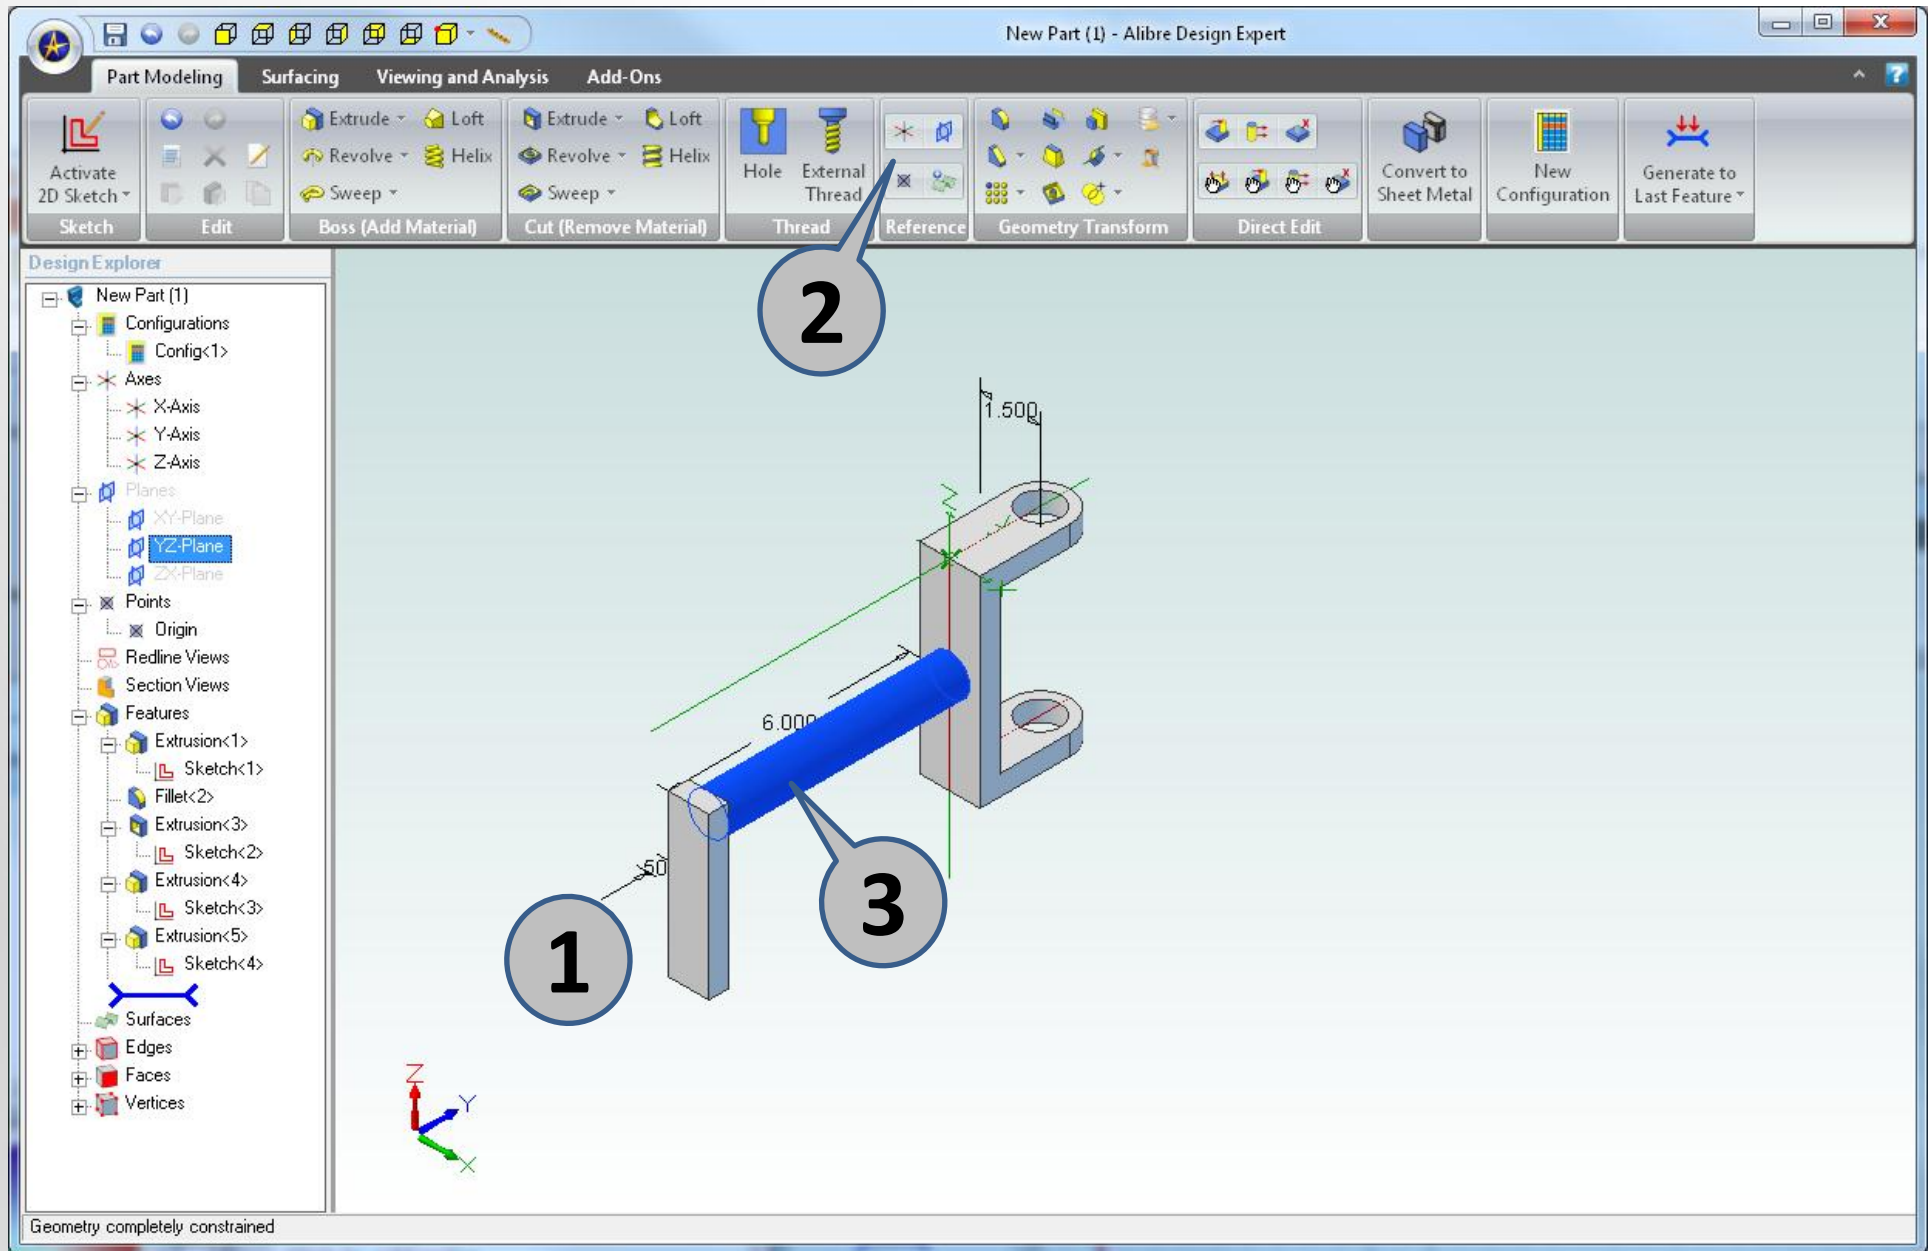 New Part (1) - Alibre Design Expert
Part Modeling Surfacing Viewing and Analysis Add-Ons
Extrude Loft Extrude Loft
Revolve Helix Revolve Helix
Activate
2D Sketch
Sweep Sweep
Hole External
Thread
Convert to
Sheet Metal
New
Configuration
Generate to
Last Feature
Sketch Edit Boss (Add Material) Cut (Remove Material) Thread Reference Geometry Transform Direct Edit
Design Explorer
New Part (1)
Configurations
Config<1>
Axes
X-Axis
Y-Axis
Z-Axis
Planes
XY-Plane
YZ-Plane
ZX-Plane
Points
Origin
Redline Views
Section Views
Features
Extrusion<1>
Sketch<1>
Fillet<2>
Extrusion<3>
Sketch<2>
Extrusion<4>
Sketch<3>
Extrusion<5>
Sketch<4>
Surfaces
Edges
Faces
Vertices
2
1.500
Z
6.000
3
.50
1
Z
Y
X
Geometry completely constrained